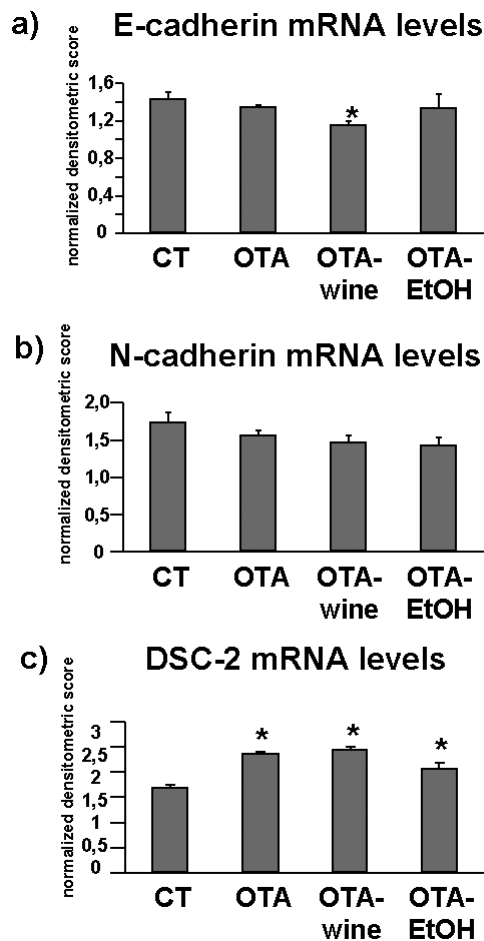 a) E-cadherin mRNA levels
normalized densitometric score
1,6
1,2
0,8
0,4
0
*
CT OTA OTA- OTA-
wine EtOH
b) N-cadherin mRNA levels
normalized densitometric score
2,0
1,5
1,0
0,5
0
CT OTA OTA- OTA-
wine EtOH
c) DSC-2 mRNA levels
normalized densitometric score
3
2,5
2
1,5
1
0,5
0
* * *
CT OTA OTA- OTA-
wine EtOH